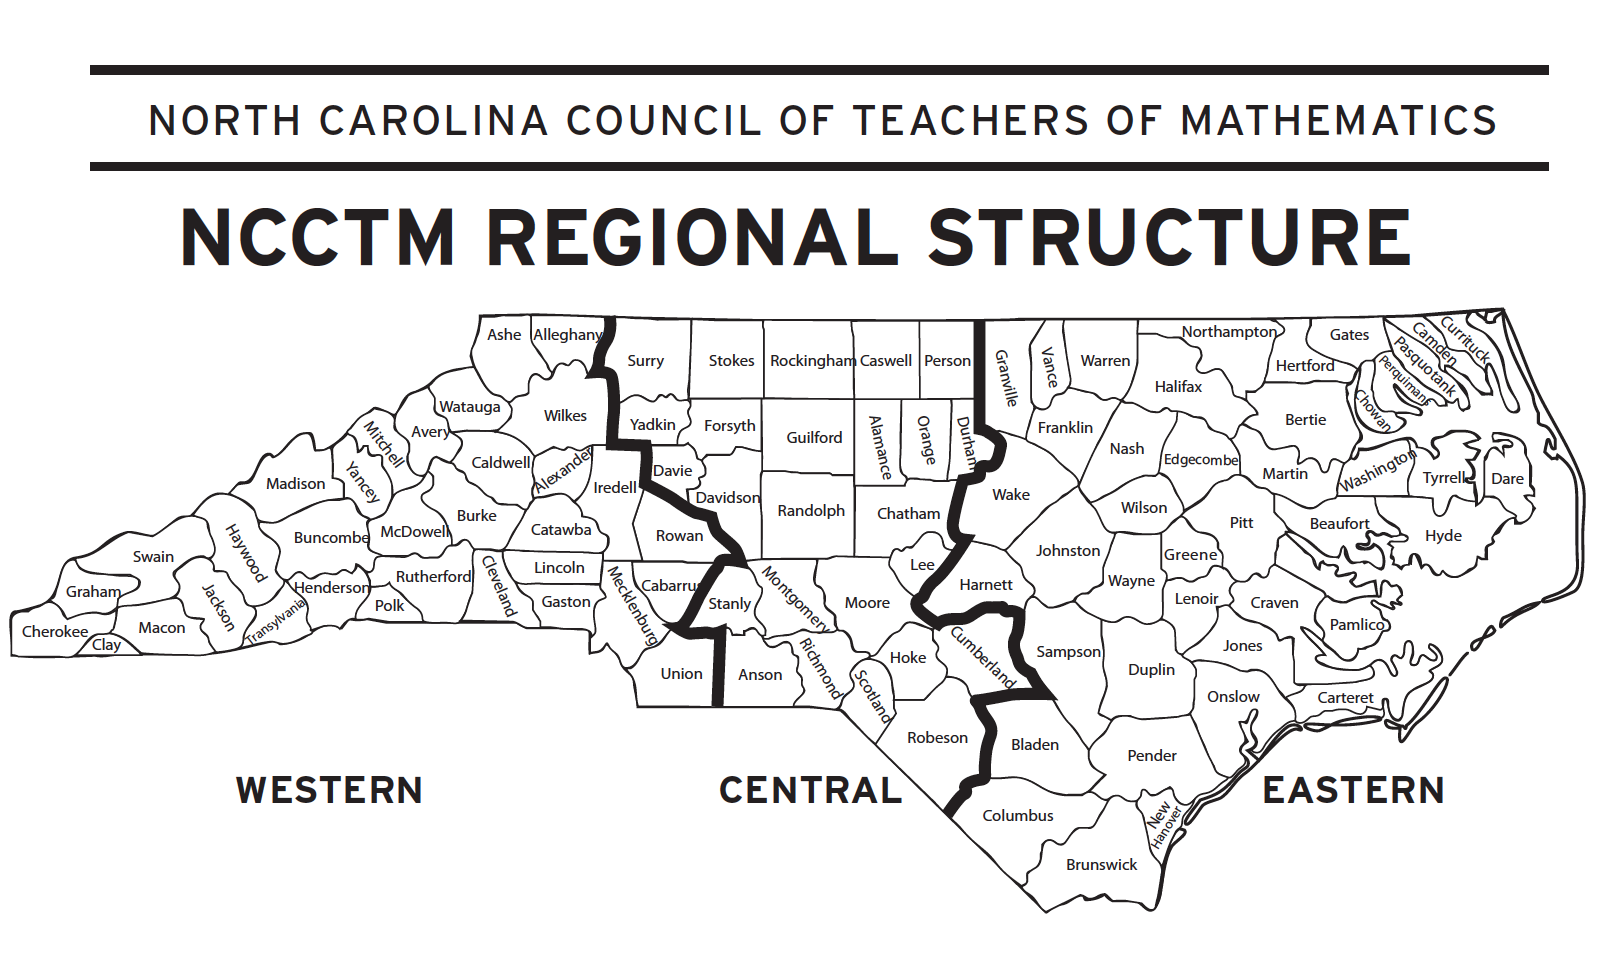 NORTH CAROLINA COUNCIL OF TEACHERS OF MATHEMATICS
NCCTM REGIONAL STRUCTURE
Ashe
Alleghany
Surry
Stokes
Rockingham
Caswell
Person
Granville
Vance
Warren
Northampton
Gates
Hertford
Halifax
Camden
Currituck
Pasquotank
Perquimans
Chowan
Watauga
Wilkes
Yadkin
Forsyth
Guilford
Alamance
Orange
Durham
Franklin
Nash
Edgecombe
Bertie
Martin
Washington
Tyrrell
Dare
Mitchell
Avery
Caldwell
Alexander
Iredell
Davie
Davidson
Randolph
Chatham
Wake
Wilson
Pitt
Beaufort
Hyde
Madison
Yancey
McDowell
Burke
Catawba
Rowan
Johnston
Greene
Swain
Haywood
Buncombe
Rutherford
Cleveland
Lincoln
Gaston
Mecklenburg
Cabarrus
Stanly
Montgomery
Moore
Lee
Harnett
Wayne
Lenoir
Craven
Pamlico
Graham
Cherokee
Clay
Macon
Jackson
Transylvania
Henderson
Polk
Union
Anson
Richmond
Scotland
Hoke
Cumberland
Sampson
Duplin
Jones
Onslow
Carteret
Robeson
Bladen
Pender
Columbus
Brunswick
New
Hanover
WESTERN
CENTRAL
EASTERN